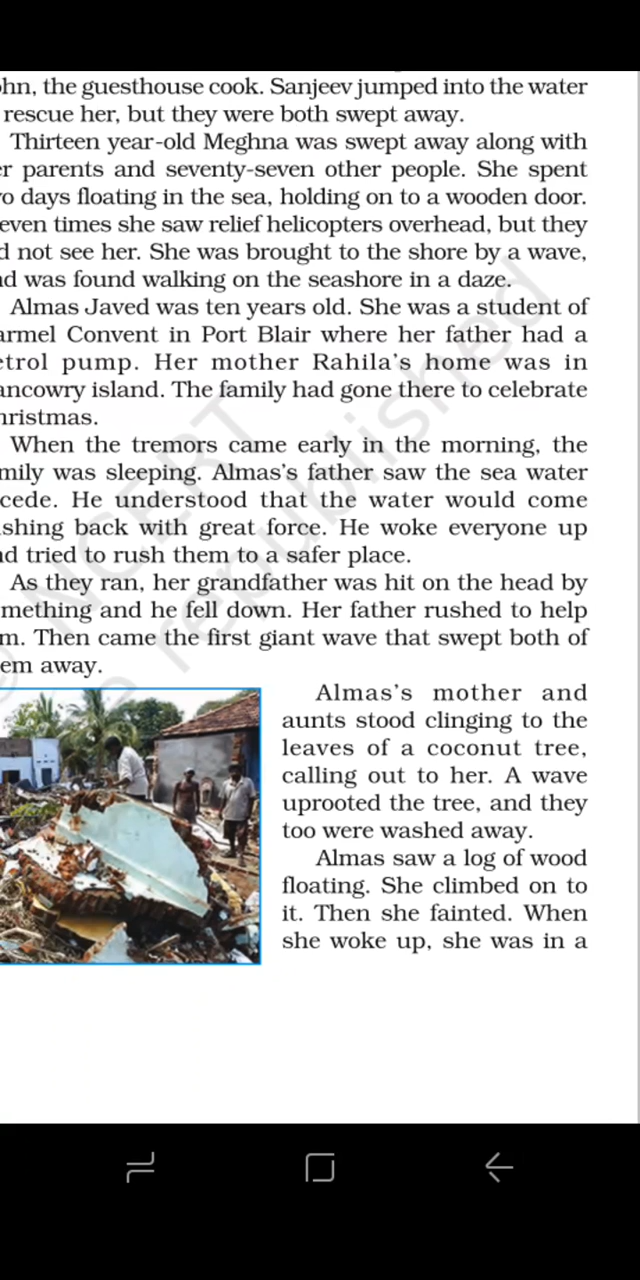 ohn, the guesthouse cook. Sanjeev jumped into the water
rescue her, but they were both swept away.
Thirteen year-old Meghna was swept away along with
er parents and seventy-seven other people. She spent
o days floating in the sea, holding on to a wooden door.
even times she saw relief helicopters overhead, but they
d not see her. She was brought to the shore by a wave,
nd was found walking on the seashore in a daze.
Almas Javed was ten years old. She was a student of
armel Convent in Port Blair where her father had a
etrol pump. Her mother Rahila's home was in
ancowry island. The family had gone there to celebrate
hristmas.
When the tremors came early in the morning, the
mily was sleeping. Almas's father saw the sea water
cede. He understood that the water would come
shing back with great force. He woke everyone up
nd tried to rush them to a safer place.
As they ran, her grandfather was hit on the head by
mething and he fell down. Her father rushed to help
m. Then came the first giant wave that swept both of
em away.
Almas's mother and
aunts stood clinging to the
leaves of a coconut tree,
calling out to her. A wave
uprooted the tree, and they
too were washed away.
Almas saw a log of wood
floating. She climbed on to
it. Then she fainted. When
she woke up, she was in a
© NCERT
republished